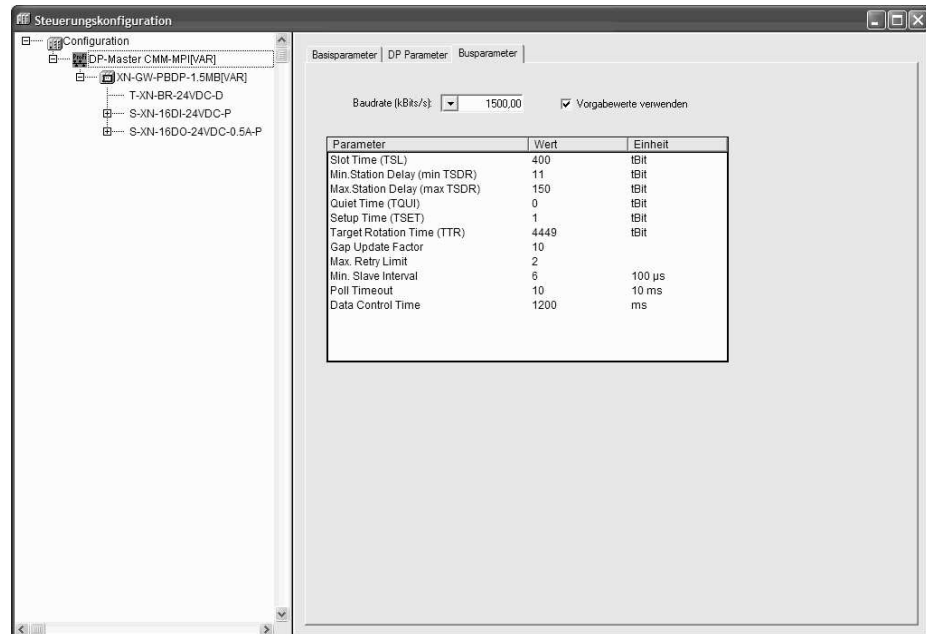 Steuerungskonfiguration
Configuration
DP-Master CMM-MPI[VAR]
XN-GW-PBDP-1.5MB[VAR]
T-XN-BR-24VDC-D
S-XN-16DI-24VDC-P
S-XN-16DO-24VDC-0.5A-P
Basisparameter DP Parameter Busparameter
Baudrate (kBits/s): 1500,00 Vorgabewerte verwenden
Parameter Wert Einheit
Slot Time (TSL) 400 tBit
Min.Station Delay (min TSDR) 11 tBit
Max.Station Delay (max TSDR) 150 tBit
Quiet Time (TQUI) 0 tBit
Setup Time (TSET) 1 tBit
Target Rotation Time (TTR) 4449 tBit
Gap Update Factor 10
Max. Retry Limit 2
Min. Slave Interval 6 100 µs
Poll Timeout 10 10 ms
Data Control Time 1200 ms